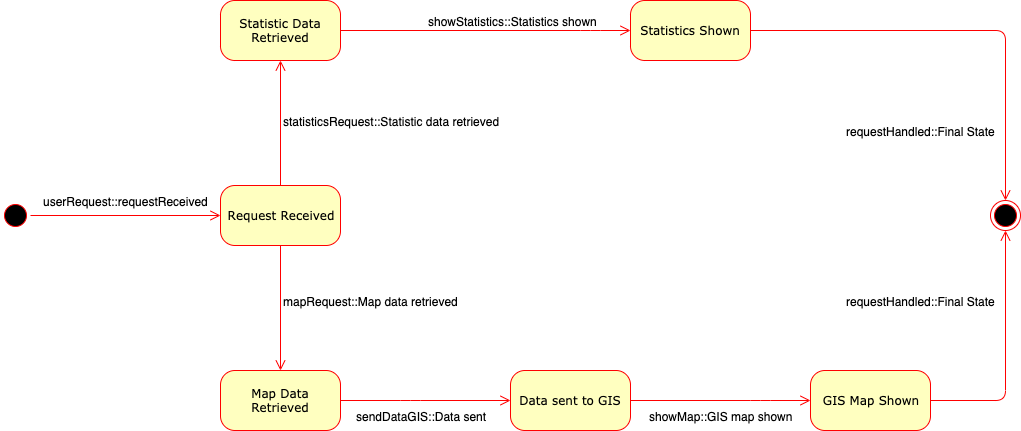 Statistic Data
Retrieved
showStatistics::Statistics shown
Statistics Shown
statisticsRequest::Statistic data retrieved
requestHandled::Final State
userRequest::requestReceived
Request Received
mapRequest::Map data retrieved
requestHandled::Final State
Map Data
Retrieved
sendDataGIS::Data sent
Data sent to GIS
showMap::GIS map shown
GIS Map Shown